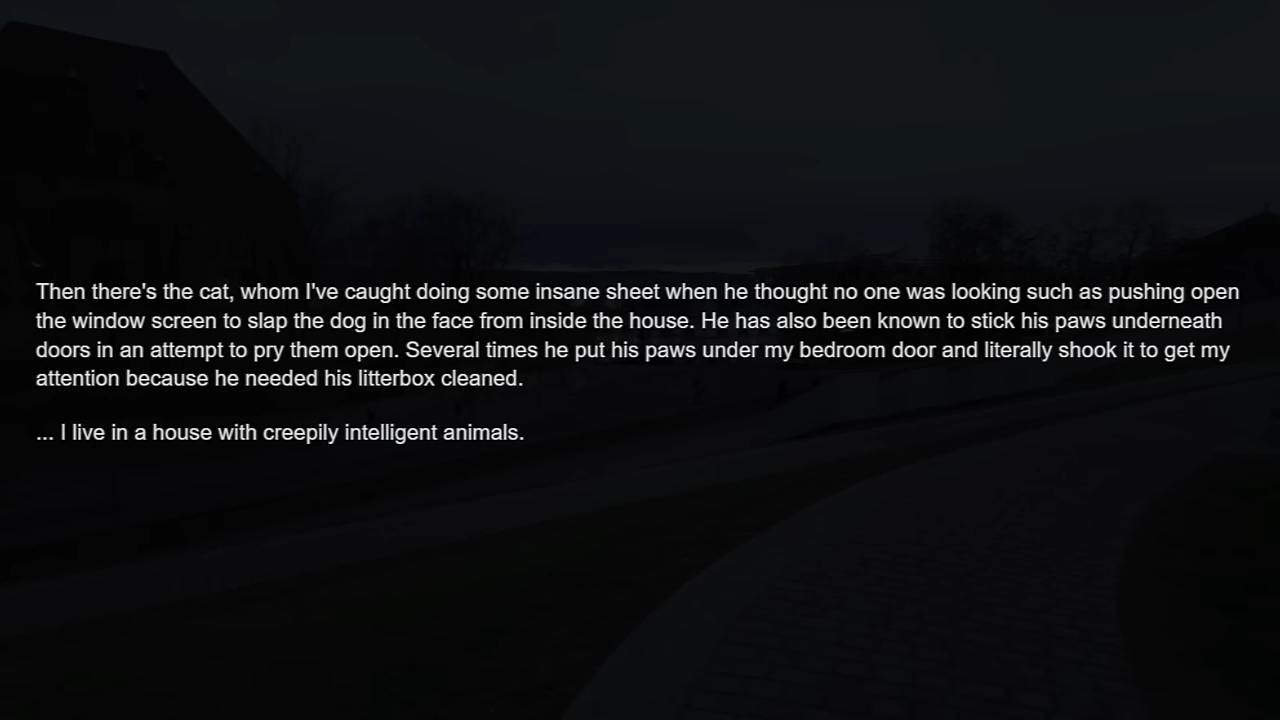 Then there's the cat, whom I've caught doing some insane sheet when he thought no one was looking such as pushing open
the window screen to slap the dog in the face from inside the house. He has also been known to stick his paws underneath
doors in an attempt to pry them open. Several times he put his paws under my bedroom door and literally shook it to get my
attention because he needed his litterbox cleaned.
... I live in a house with creepily intelligent animals.